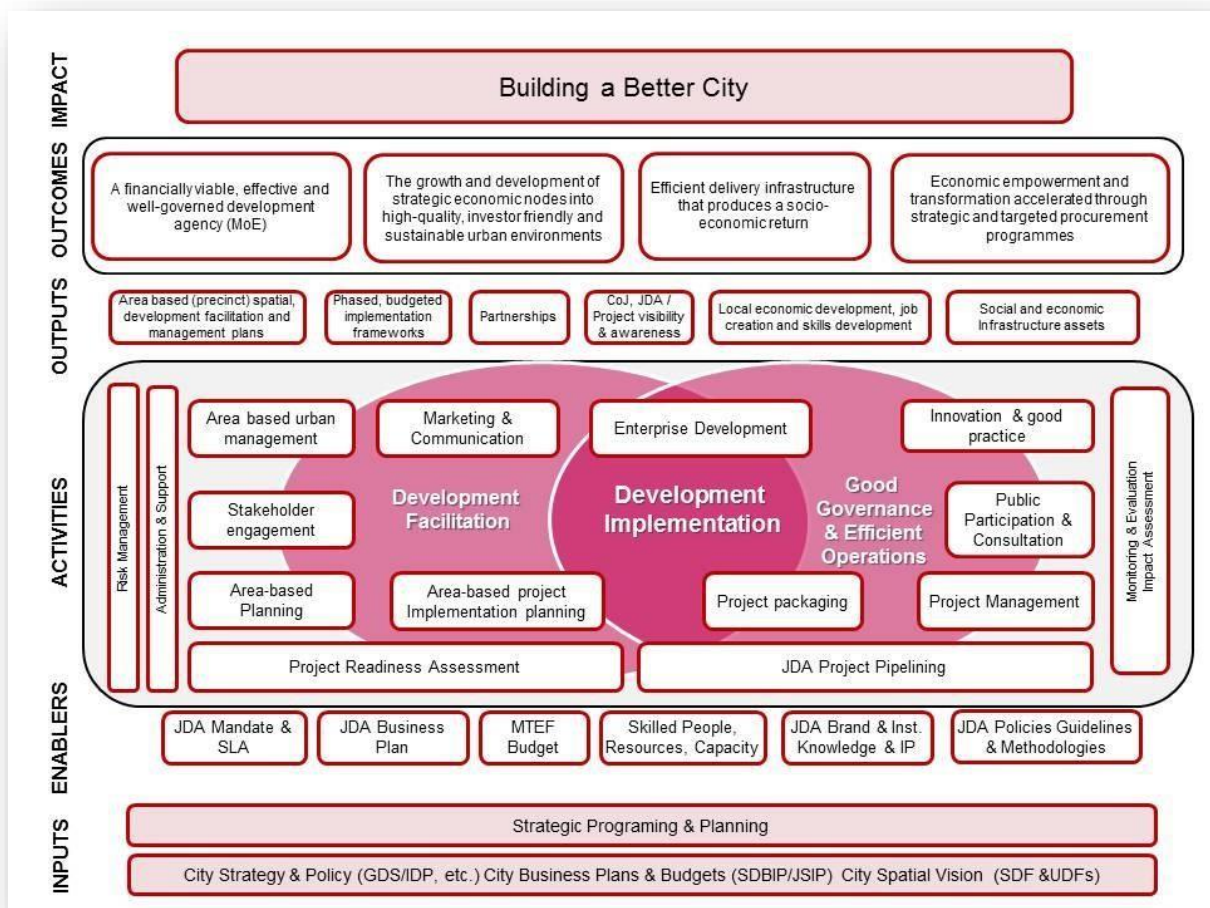 IMPACT
Building a Better City
OUTCOMES
A financially viable, effective and
well-governed development
agency (MoE)
The growth and development of
strategic economic nodes into
high-quality, investor friendly and
sustainable urban environments
Efficient delivery infrastructure
that produces a socio-
economic return
Economic empowerment and
transformation accelerated through
strategic and targeted procurement
programmes
OUTPUTS
Area based (precinct) spatial,
development facilitation and
management plans
Phased, budgeted
implementation
frameworks
Partnerships
CoJ, JDA /
Project visibility
& awareness
Local economic development, job
creation and skills development
Social and economic
Infrastructure assets
ACTIVITIES
Risk Management
Administration & Support
Area based urban
management
Marketing &
Communication
Enterprise Development
Innovation & good
practice
Stakeholder
engagement
Development
Facilitation
Development
Implementation
Good
Governance
& Efficient
Operations
Public
Participation &
Consultation
Area-based
Planning
Area-based project
Implementation planning
Project packaging
Project Management
Project Readiness Assessment
JDA Project Pipelining
Monitoring & Evaluation
Impact Assessment
ENABLERS
JDA Mandate &
SLA
JDA Business
Plan
MTEF
Budget
Skilled People,
Resources, Capacity
JDA Brand & Inst.
Knowledge & IP
JDA Policies Guidelines
& Methodologies
INPUTS
Strategic Programing & Planning
City Strategy & Policy (GDS/IDP, etc.) City Business Plans & Budgets (SDBIP/JSIP) City Spatial Vision (SDF &UDFs)